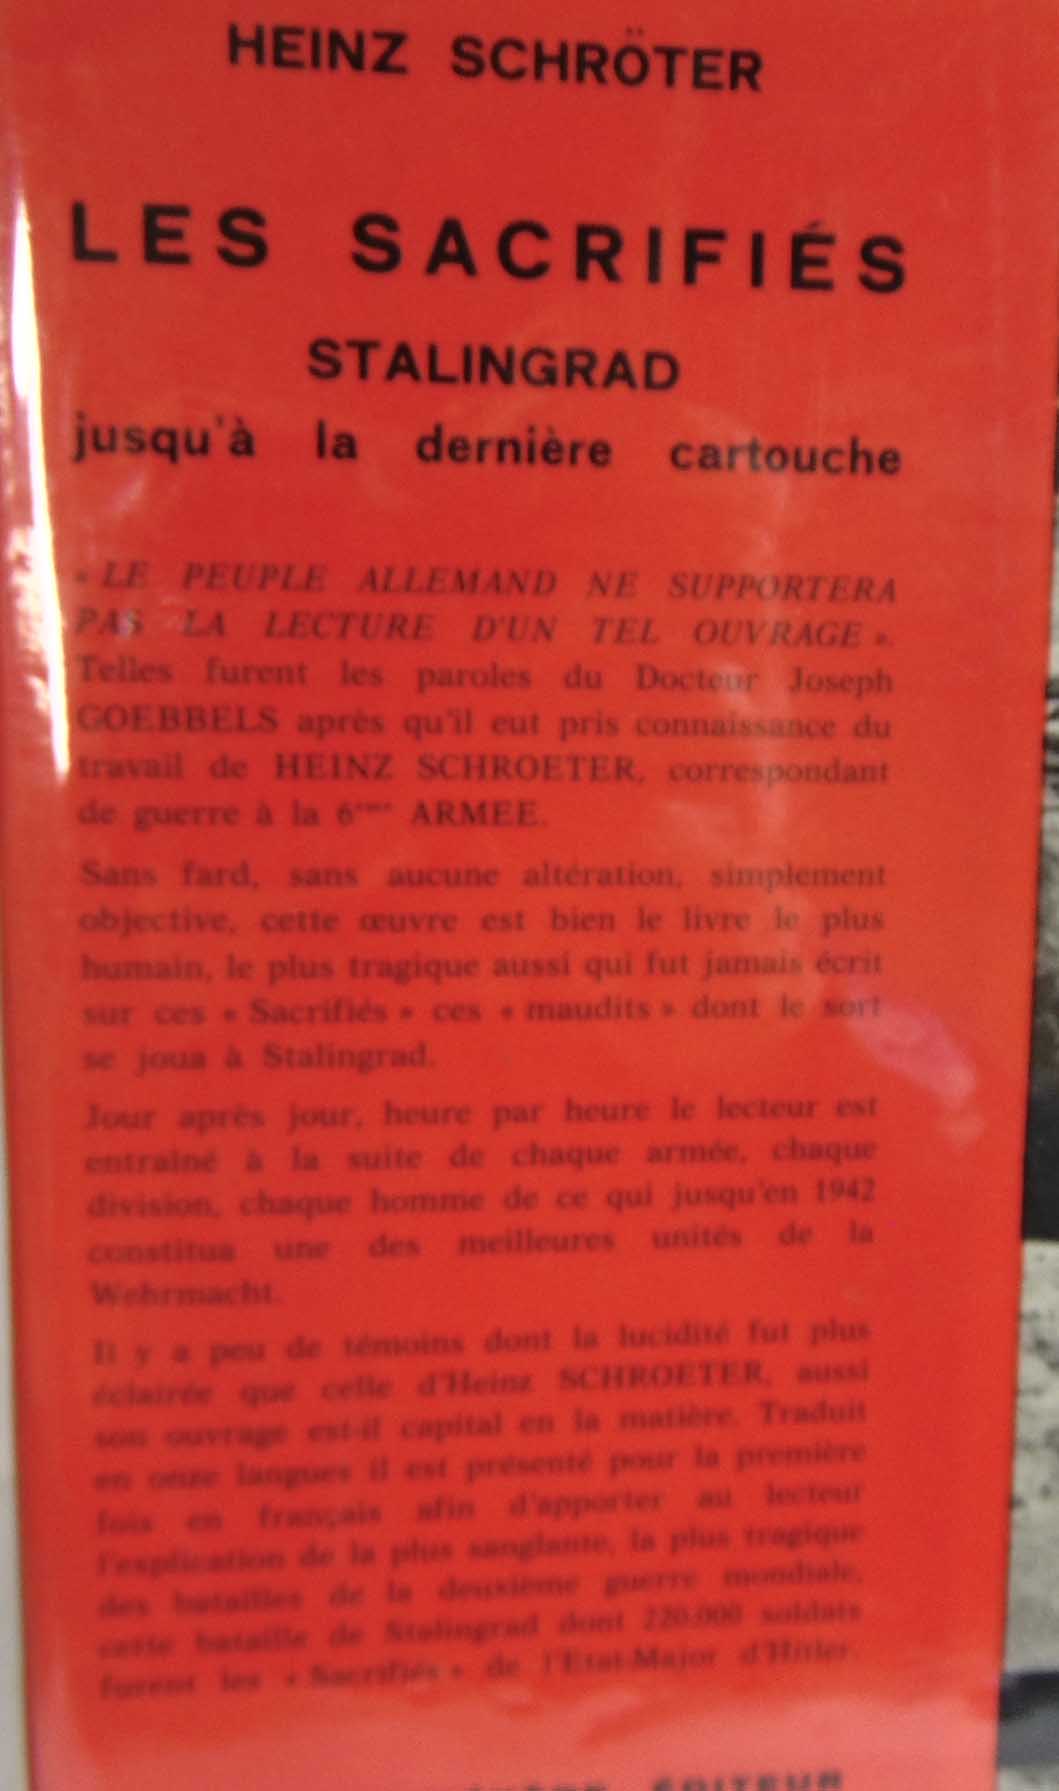 HEINZ SCHRÖTER
LES SACRIFIÉS
STALINGRAD
jusqu'à la dernière cartouche
« LE PEUPLE ALLEMAND NE SUPPORTERA
PAS LA LECTURE D'UN TEL OUVRAGE ».
Telles furent les paroles du Docteur Joseph
GOEBBELS après qu'il eut pris connaissance du
travail de HEINZ SCHROETER, correspondant
de guerre à la 6ème ARMEE.
Sans fard, sans aucune altération, simplement
objective, cette œuvre est bien le livre le plus
humain, le plus tragique aussi qui fut jamais écrit
sur ces « Sacrifiés » ces « maudits » dont le sort
se joua à Stalingrad.
Jour après jour, heure par heure le lecteur est
entraîné à la suite de chaque armée, chaque
division, chaque homme de ce qui jusqu'en 1942
constitua une des meilleures unités de la
Wehrmacht.
Il y a peu de témoins dont la lucidité fut plus
éclairée que celle d'Heinz SCHROETER, aussi
son ouvrage est-il capital en la matière. Traduit
en onze langues il est présenté pour la première
fois en français afin d'apporter au lecteur
l'explication de la plus sanglante, la plus tragique
des batailles de la deuxième guerre mondiale,
cette bataille de Stalingrad dont 220.000 soldats
furent les « Sacrifiés » de l'Etat-Major d'Hitler.
ÉDITEUR